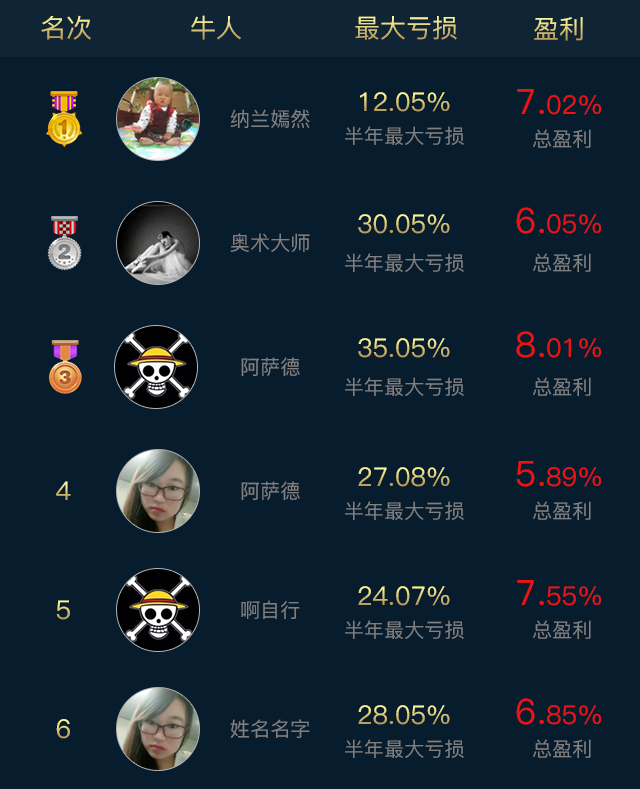 名次 牛人 最大亏损 盈利
1 纳兰嫣然 12.05% 7.02%
半年最大亏损 总盈利
2 奥术大师 30.05% 6.05%
半年最大亏损 总盈利
3 阿萨德 35.05% 8.01%
半年最大亏损 总盈利
4 阿萨德 27.08% 5.89%
半年最大亏损 总盈利
5 啊自行 24.07% 7.55%
半年最大亏损 总盈利
6 姓名名字 28.05% 6.85%
半年最大亏损 总盈利